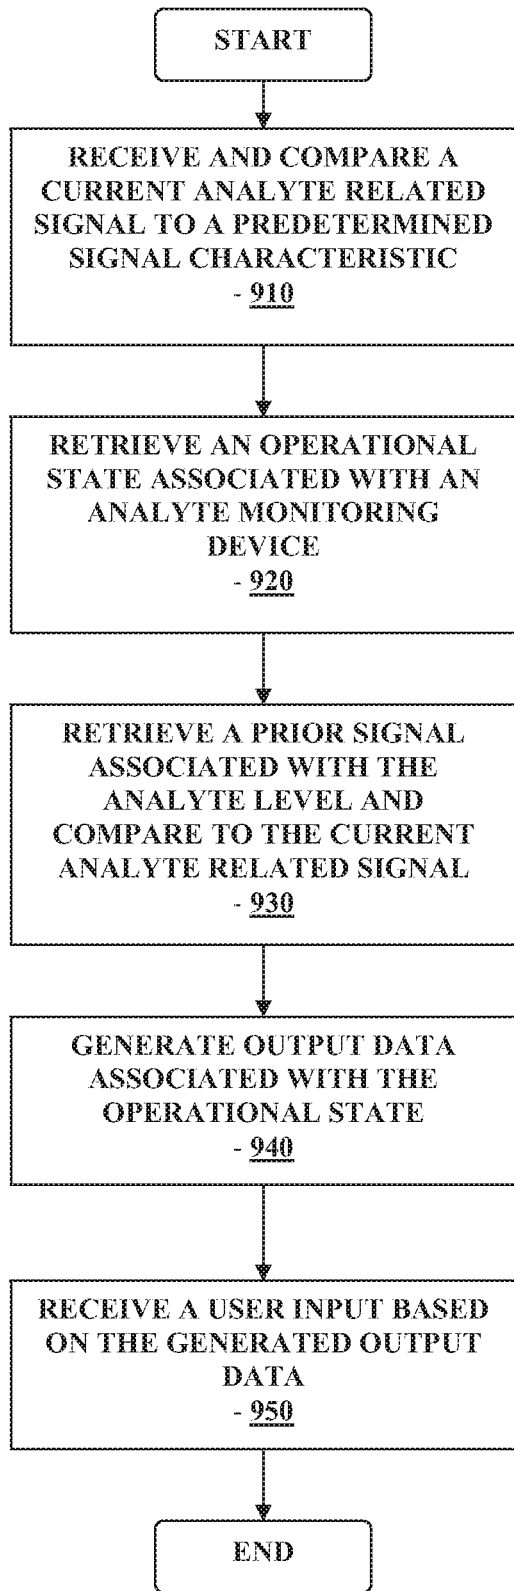 START
RECEIVE AND COMPARE A
CURRENT ANALYTE RELATED
SIGNAL TO A PREDETERMINED
SIGNAL CHARACTERISTIC
- 910
RETRIEVE AN OPERATIONAL
STATE ASSOCIATED WITH AN
ANALYTE MONITORING
DEVICE
- 920
RETRIEVE A PRIOR SIGNAL
ASSOCIATED WITH THE
ANALYTE LEVEL AND
COMPARE TO THE CURRENT
ANALYTE RELATED SIGNAL
- 930
GENERATE OUTPUT DATA
ASSOCIATED WITH THE
OPERATIONAL STATE
- 940
RECEIVE A USER INPUT BASED
ON THE GENERATED OUTPUT
DATA
- 950
END